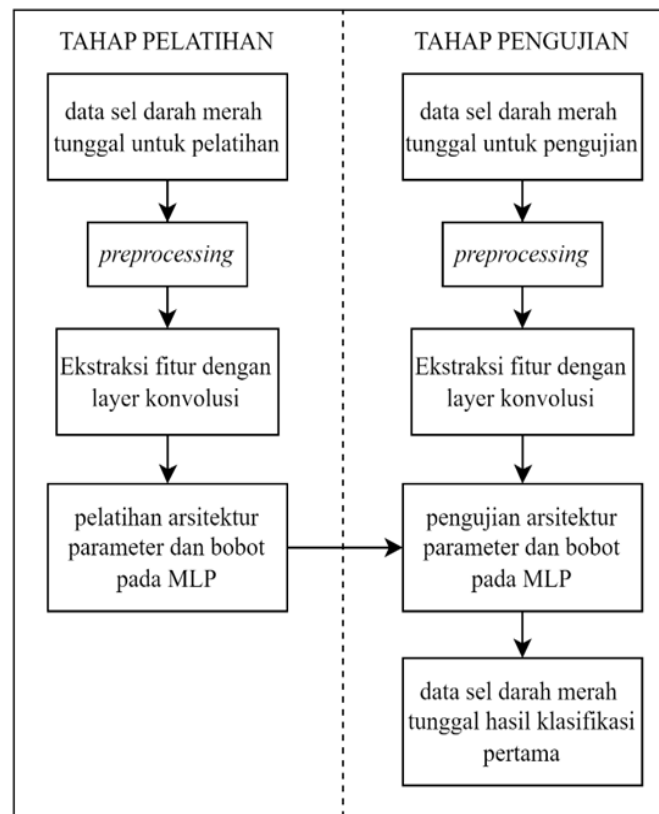 TAHAP PELATIHAN
data sel darah merah
tunggal untuk pelatihan
preprocessing
Ekstraksi fitur dengan
layer konvolusi
pelatihan arsitektur
parameter dan bobot
pada MLP
TAHAP PENGUJIAN
data sel darah merah
tunggal untuk pengujian
preprocessing
Ekstraksi fitur dengan
layer konvolusi
pengujian arsitektur
parameter dan bobot
pada MLP
data sel darah merah
tunggal hasil klasifikasi
pertama